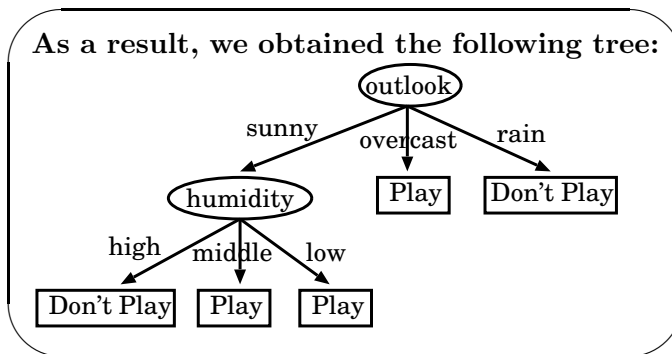 As a result, we obtained the following tree:
outlook
sunny overcast rain
humidity Play Don't Play
high middle low
Don't Play Play Play